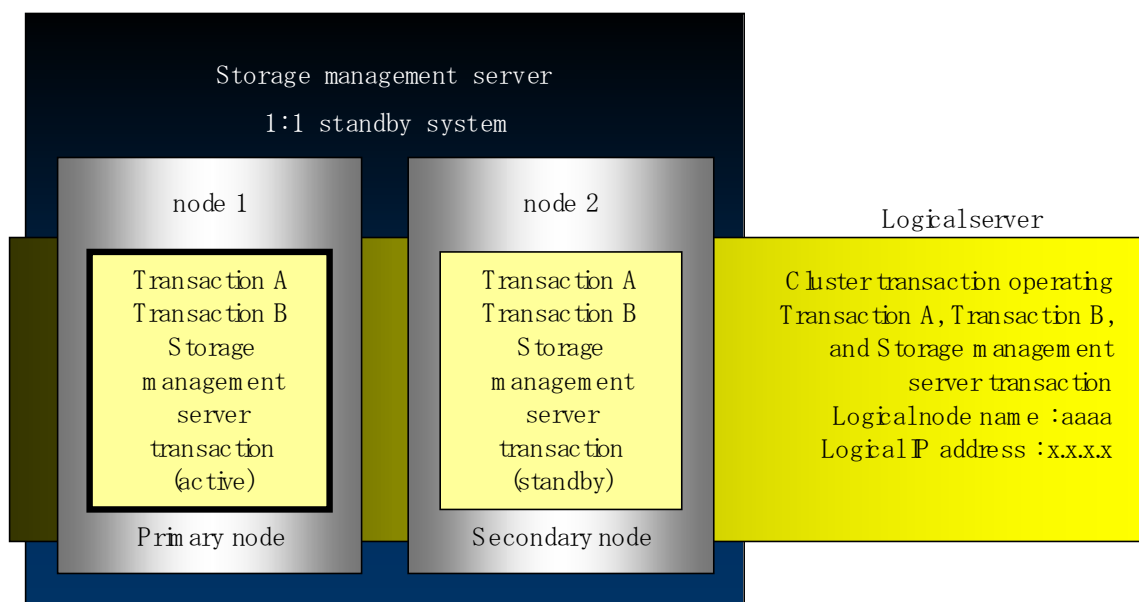 Storage management server
1:1 standby system
node 1
Transaction A
Transaction B
Storage
management
server
transaction
(active)
Primary node
node 2
Transaction A
Transaction B
Storage
management
server
transaction
(standby)
Secondary node
Logicalserver
Cluster transaction operating
Transaction A, Transaction B,
and Storage management
server transaction
Logicalnode name :aaaa
Logical IP address :x.x.x.x